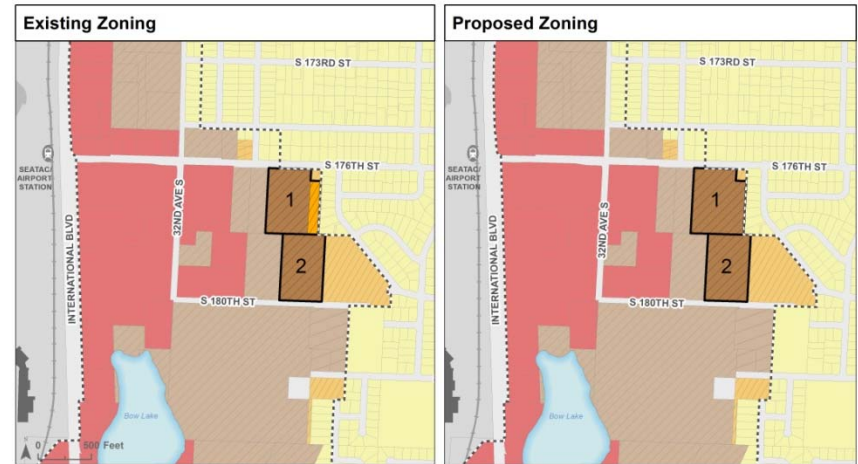 Existing Zoning
S 173RD ST
S 176TH ST
SEATAC/
AIRPORT
STATION
INTERNATIONAL BLVD
32ND AVE S
1
2
S 180TH ST
Bow Lake
0 500 Feet
Proposed Zoning
S 173RD ST
S 176TH ST
SEATAC/
AIRPORT
STATION
INTERNATIONAL BLVD
32ND AVE S
1
2
S 180TH ST
Bow Lake